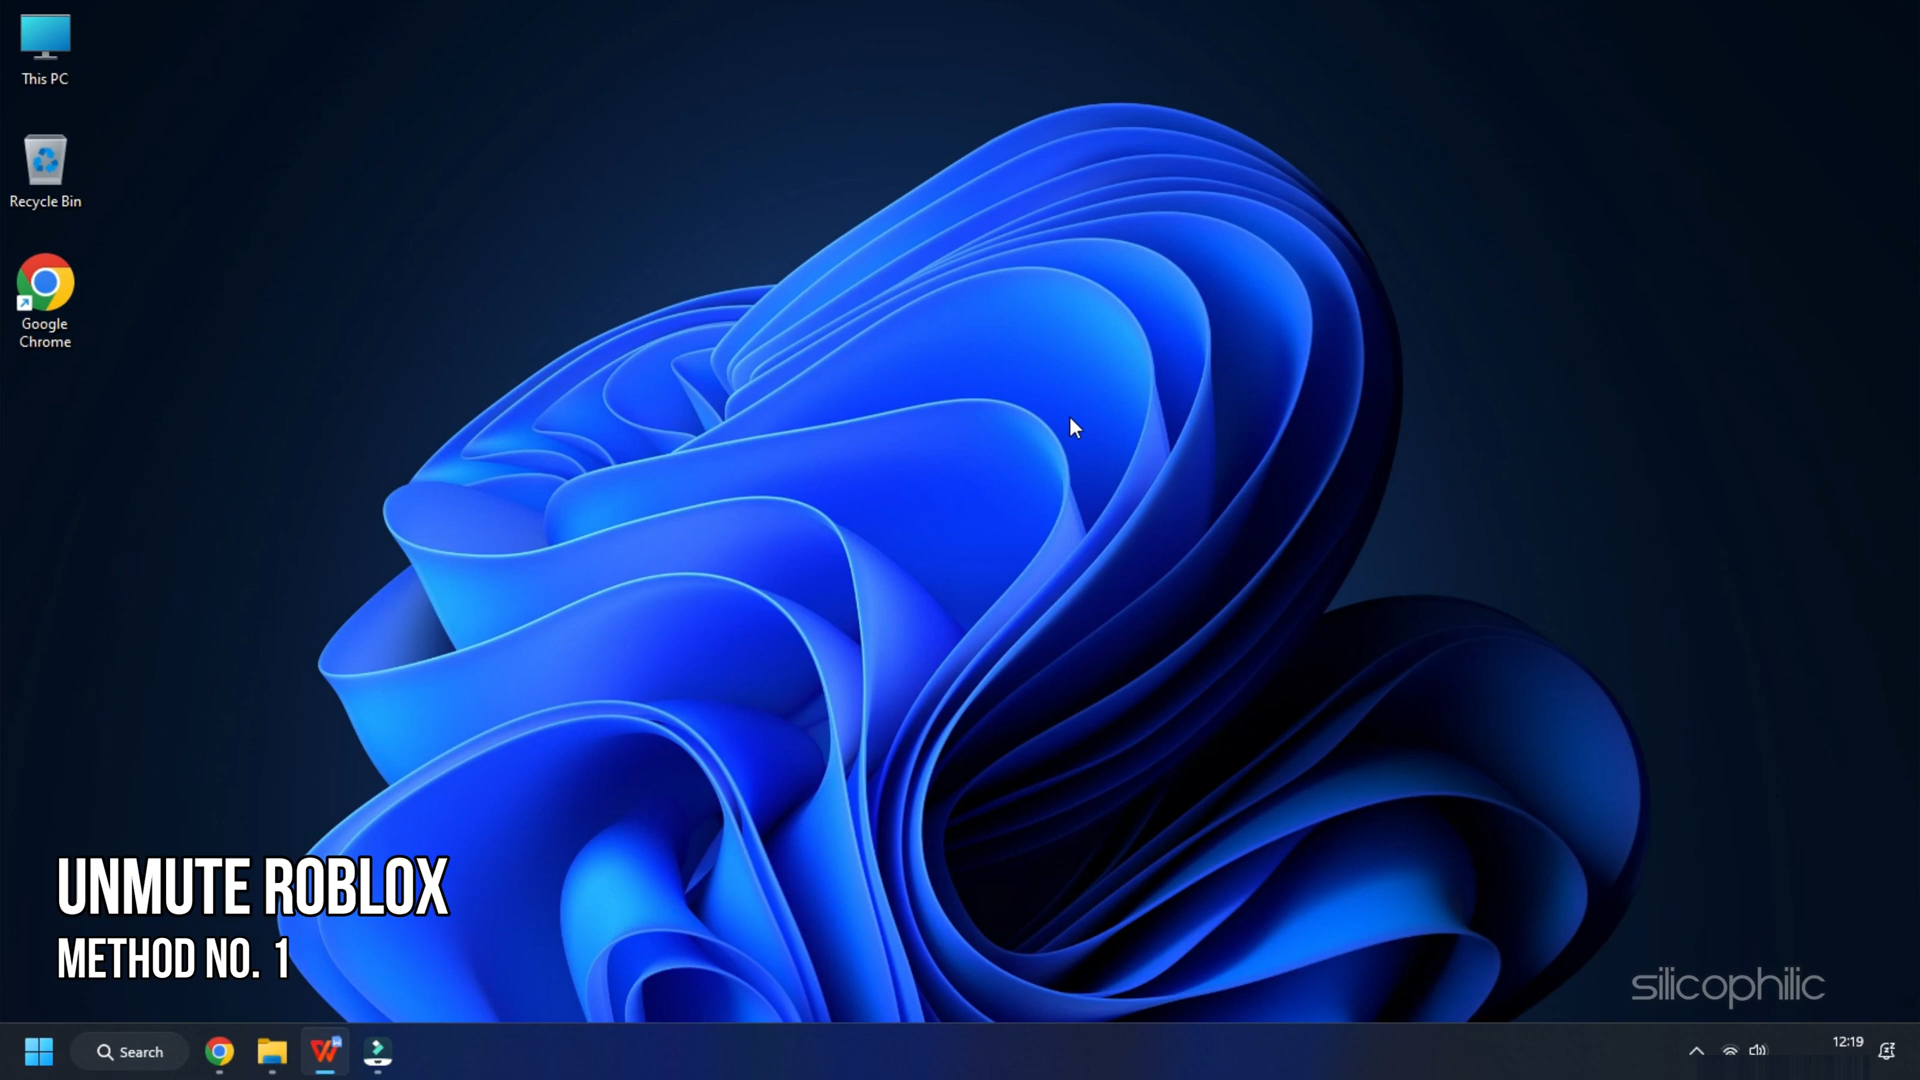 This PC
Recycle Bin
Google
Chrome
UNMUTE ROBLOX
METHOD NO. 1
silicophilic
Search
12:19